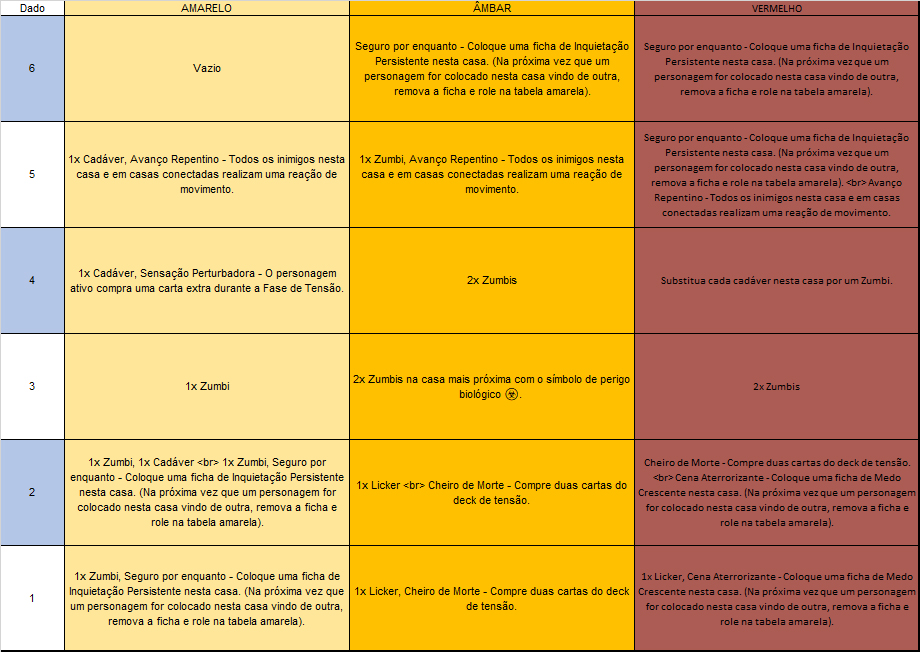 Dado AMARELO ÂMBAR VERMELHO
6
Vazio
Seguro por enquanto - Coloque uma ficha de Inquietação
Persistente nesta casa. (Na próxima vez que um
personagem for colocado nesta casa vindo de outra,
remova a ficha e role na tabela amarela).
Seguro por enquanto - Coloque uma ficha de Inquietação
Persistente nesta casa. (Na próxima vez que um
personagem for colocado nesta casa vindo de outra,
remova a ficha e role na tabela amarela).
5
1x Cadáver, Avanço Repentino - Todos os inimigos nesta
casa e em casas conectadas realizam uma reação de
movimento.
1x Zumbi, Avanço Repentino - Todos os inimigos nesta
casa e em casas conectadas realizam uma reação de
movimento.
Seguro por enquanto - Coloque uma ficha de Inquietação
Persistente nesta casa. (Na próxima vez que um
personagem for colocado nesta casa vindo de outra,
remova a ficha e role na tabela amarela). <br> Avanço
Repentino - Todos os inimigos nesta casa e em casas
conectadas realizam uma reação de movimento.
4
1x Cadáver, Sensação Perturbadora - O personagem
ativo compra uma carta extra durante a Fase de Tensão.
2x Zumbis
Substitua cada cadáver nesta casa por um Zumbi.
3
1x Zumbi
2x Zumbis na casa mais próxima com o símbolo de perigo
biológico ☣.
2x Zumbis
2
1x Zumbi, 1x Cadáver <br> 1x Zumbi, Seguro por
enquanto - Coloque uma ficha de Inquietação Persistente
nesta casa. (Na próxima vez que um personagem for
colocado nesta casa vindo de outra, remova a ficha e
role na tabela amarela).
1x Licker <br> Cheiro de Morte - Compre duas cartas do
deck de tensão.
Cheiro de Morte - Compre duas cartas do deck de tensão.
<br> Cena Aterrorizante - Coloque uma ficha de Medo
Crescente nesta casa. (Na próxima vez que um personagem
for colocado nesta casa vindo de outra, remova a ficha e
role na tabela amarela).
1
1x Zumbi, Seguro por enquanto - Coloque uma ficha de
Inquietação Persistente nesta casa. (Na próxima vez que
um personagem for colocado nesta casa vindo de outra,
remova a ficha e role na tabela amarela).
1x Licker, Cheiro de Morte - Compre duas cartas do deck
de tensão.
1x Licker, Cena Aterrorizante - Coloque uma ficha de Medo
Crescente nesta casa. (Na próxima vez que um personagem
for colocado nesta casa vindo de outra, remova a ficha e
role na tabela amarela).